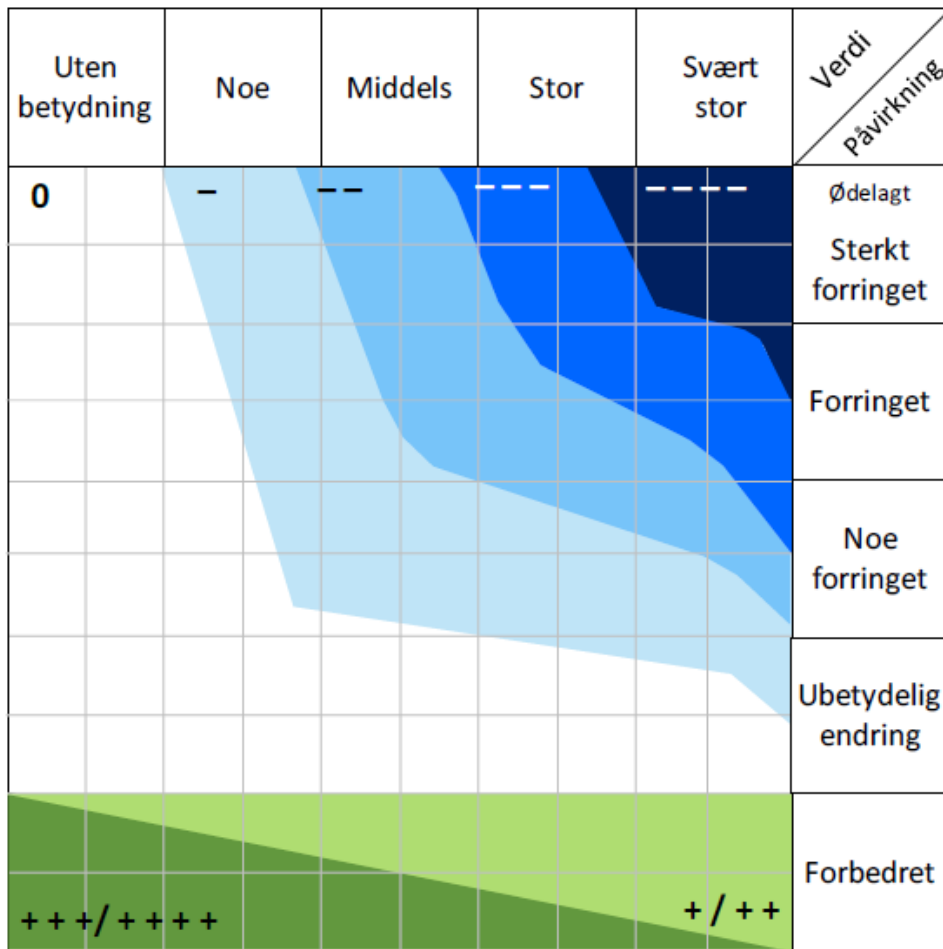 Uten
betydning
Noe
Middels
Stor
Svært
stor
Verdi
Påvirkning
0
–
– –
– – –
– – – –
Ødelagt
Sterkt
forringet
Forringet
Noe
forringet
Ubetydelig
endring
Forbedret
+ + +/+ + + +
+ / + +